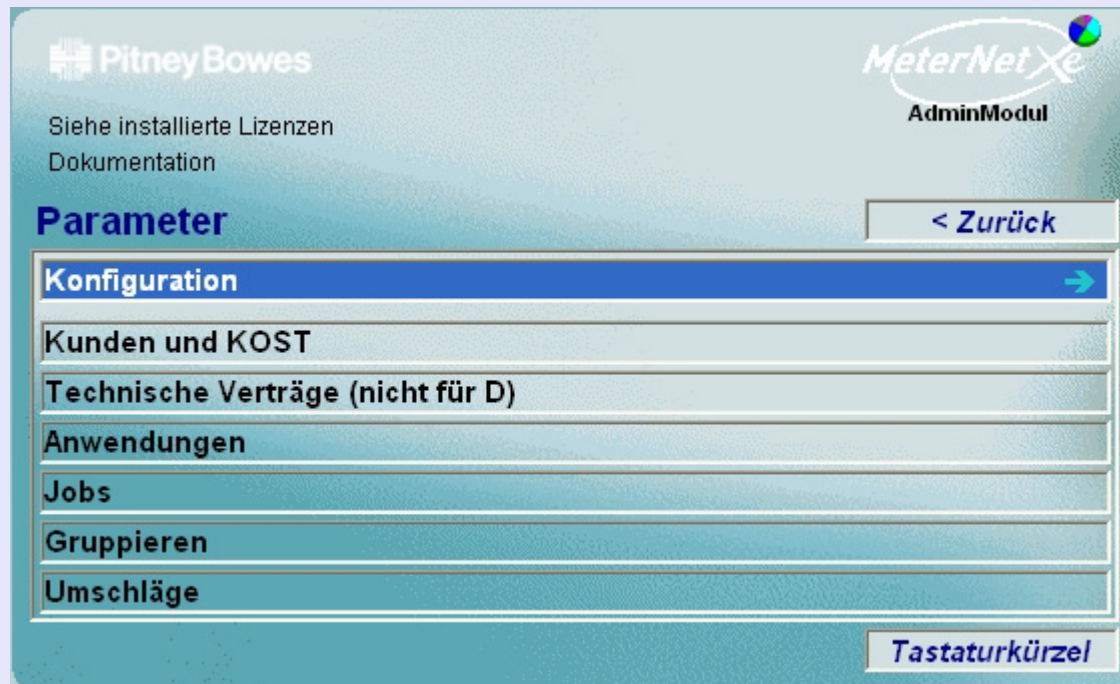 Pitney Bowes
MeterNet Xe
AdminModul
Siehe installierte Lizenzen
Dokumentation
Parameter
< Zurück
Konfiguration
Kunden und KOST
Technische Verträge (nicht für D)
Anwendungen
Jobs
Gruppieren
Umschläge
Tastaturkürzel